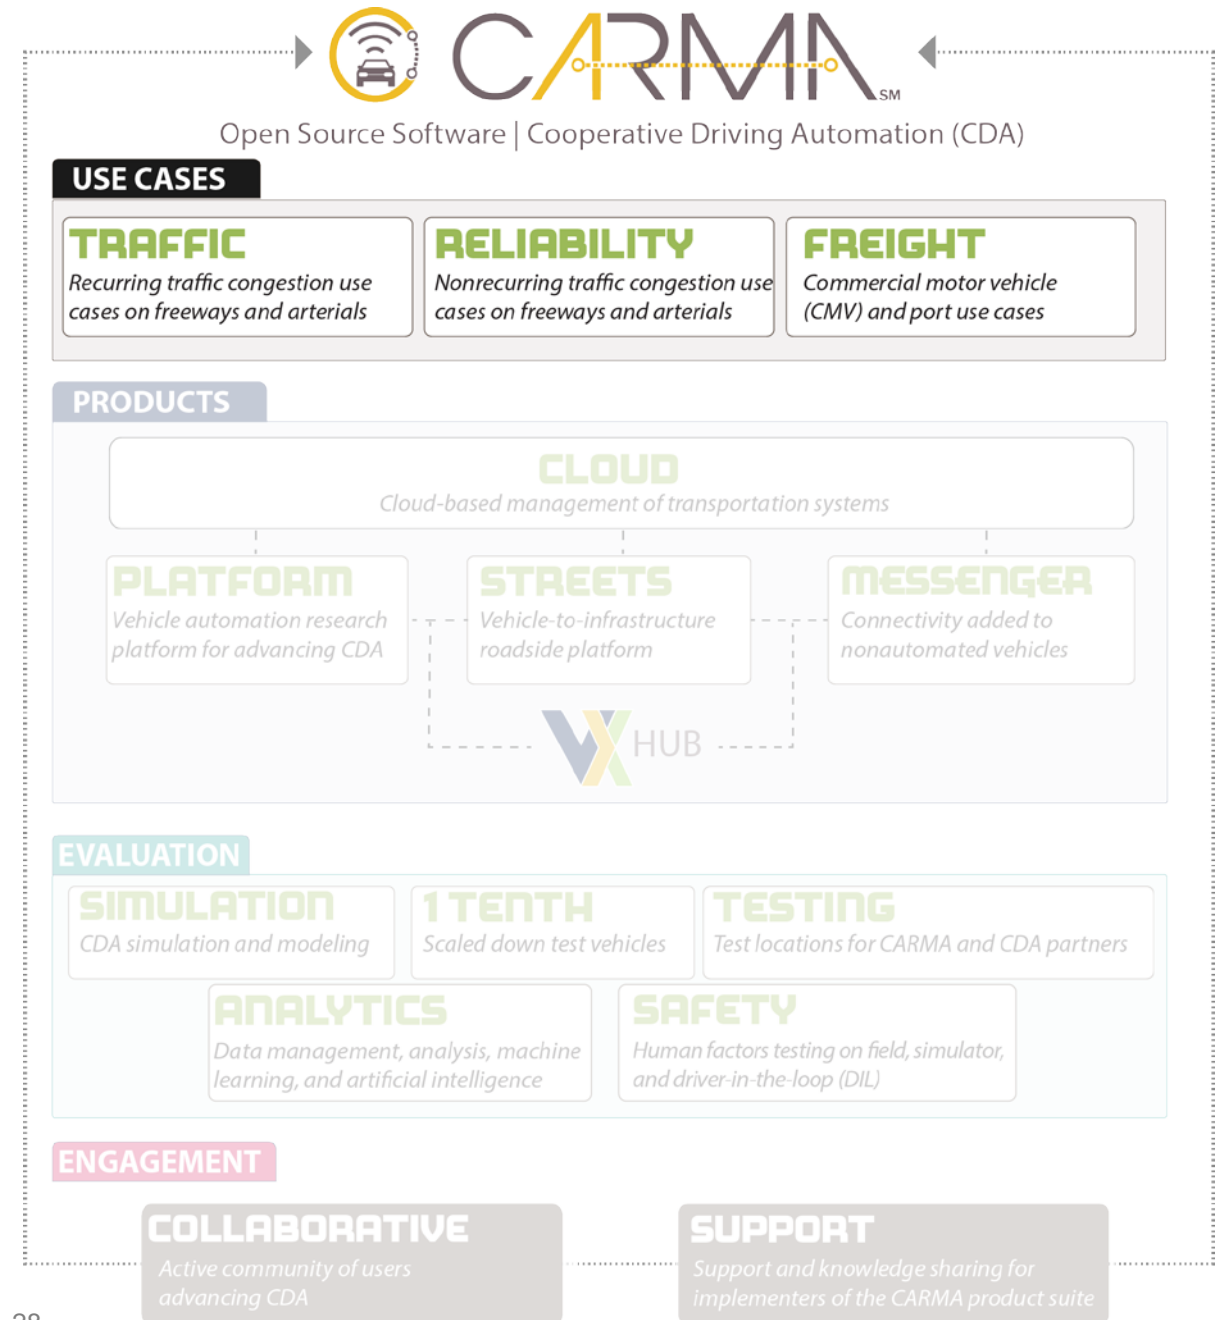 CARMA SM
Open Source Software | Cooperative Driving Automation (CDA)
USE CASES
TRAFFIC
Recurring traffic congestion use
cases on freeways and arterials
RELIABILITY
Nonrecurring traffic congestion use
cases on freeways and arterials
FREIGHT
Commercial motor vehicle
(CMV) and port use cases
PRODUCTS
CLOUD
Cloud-based management of transportation systems
PLATFORM
Vehicle automation research
platform for advancing CDA
STREETS
Vehicle-to-infrastructure
roadside platform
MESSENGER
Connectivity added to
nonautomated vehicles
VX HUB
EVALUATION
SIMULATION
CDA simulation and modeling
1 TENTH
Scaled down test vehicles
TESTING
Test locations for CARMA and CDA partners
ANALYTICS
Data management, analysis, machine
learning, and artificial intelligence
SAFETY
Human factors testing on field, simulator,
and driver-in-the-loop (DIL)
ENGAGEMENT
COLLABORATIVE
Active community of users
advancing CDA
SUPPORT
Support and knowledge sharing for
implementers of the CARMA product suite